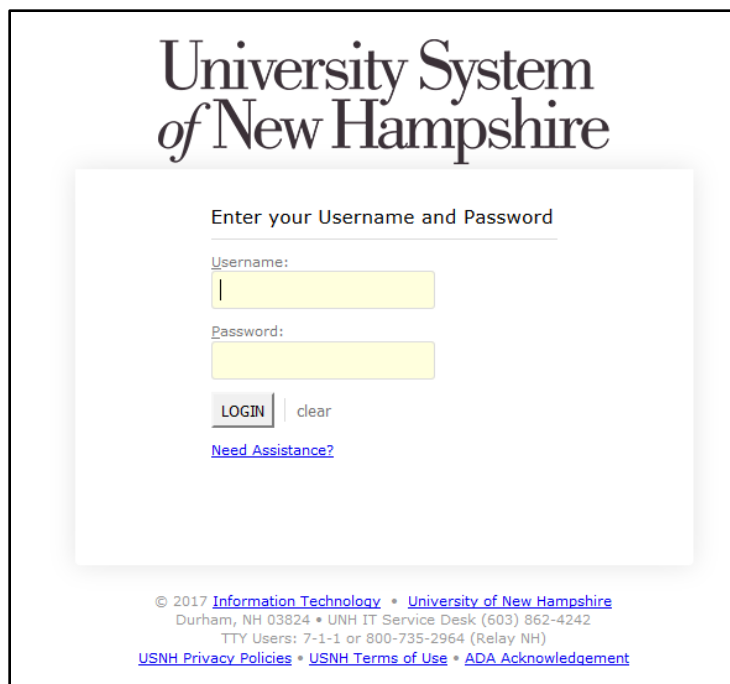 University System
of New Hampshire
Enter your Username and Password
Username:
Password:
LOGIN clear
Need Assistance?
© 2017 Information Technology • University of New Hampshire
Durham, NH 03824 • UNH IT Service Desk (603) 862-4242
TTY Users: 7-1-1 or 800-735-2964 (Relay NH)
USNH Privacy Policies • USNH Terms of Use • ADA Acknowledgement